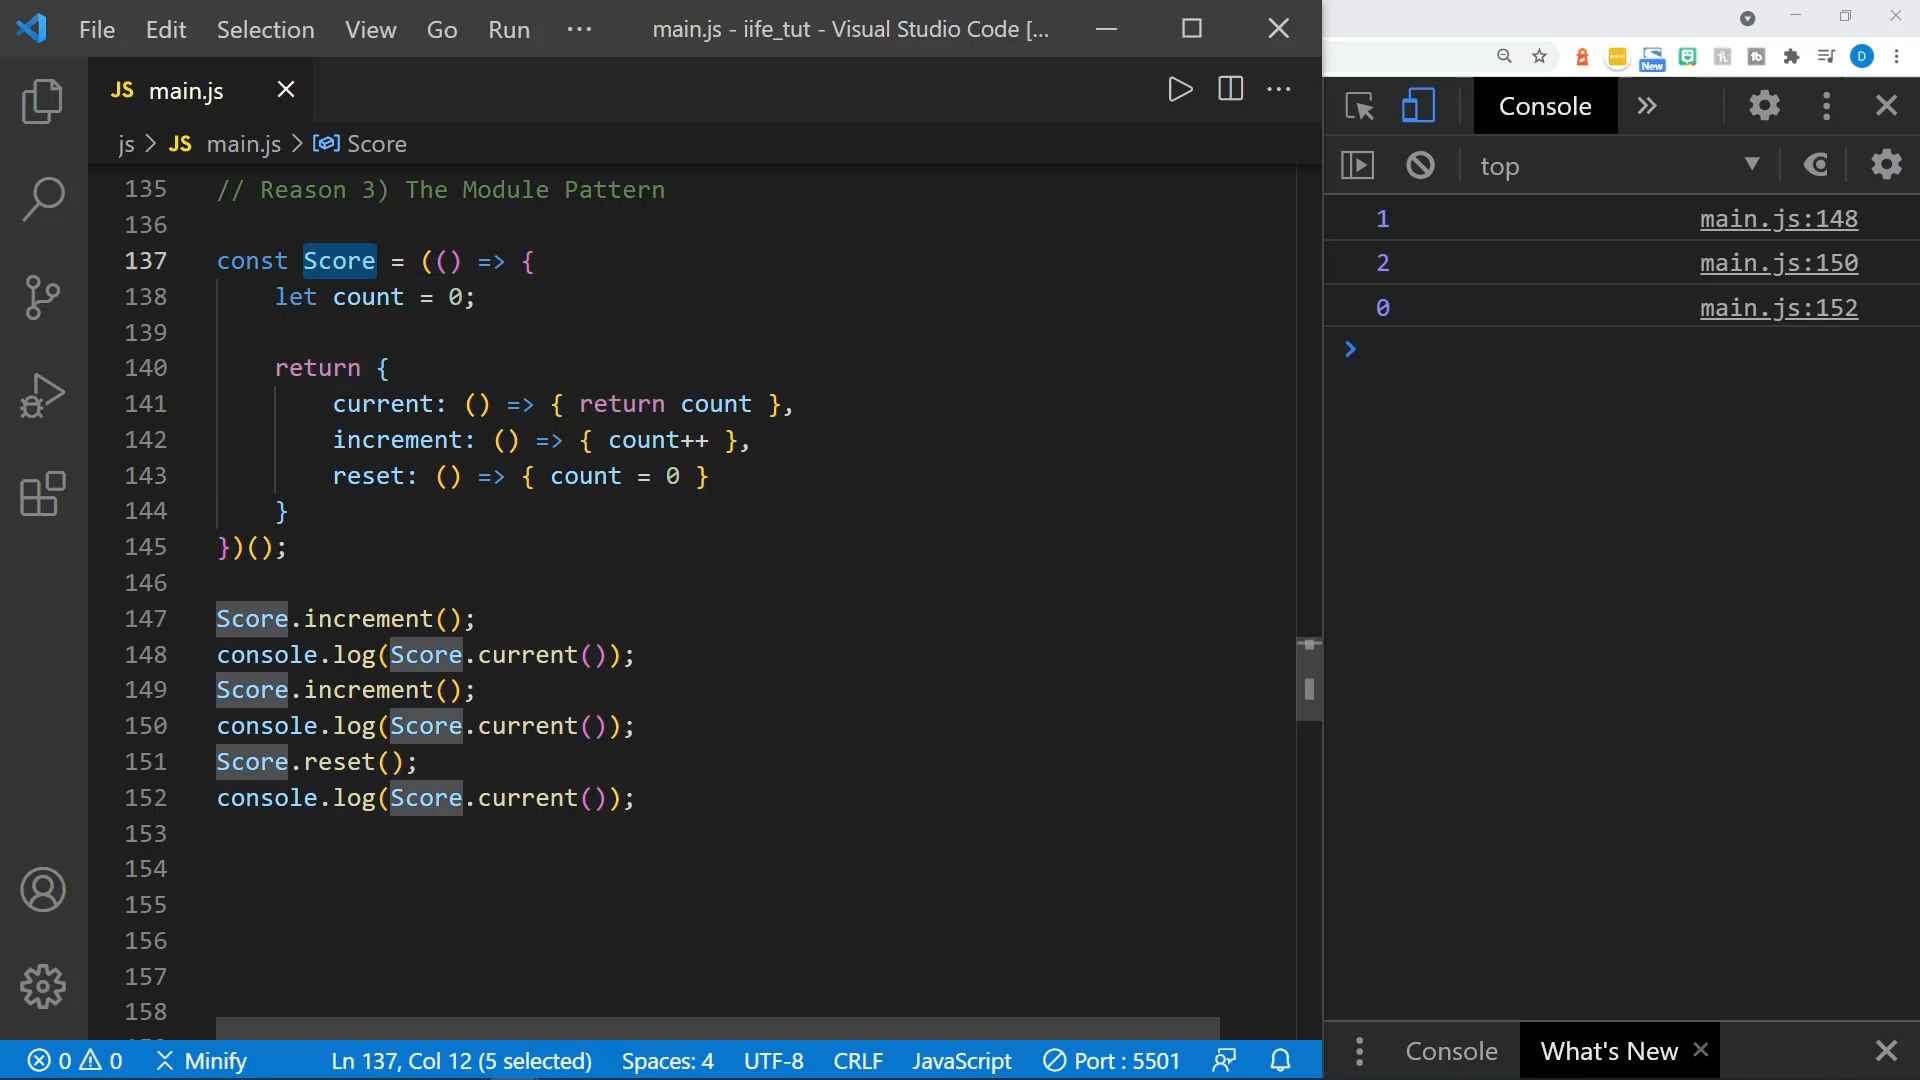 File Edit Selection View Go Run ··· main.js - iife_tut - Visual Studio Code [...
JS main.js
js > JS main.js > Score
135 // Reason 3) The Module Pattern
136
137 const Score = (() => {
138     let count = 0;
139
140     return {
141         current: () => { return count },
142         increment: () => { count++ },
143         reset: () => { count = 0 }
144     }
145 })();
146
147 Score.increment();
148 console.log(Score.current());
149 Score.increment();
150 console.log(Score.current());
151 Score.reset();
152 console.log(Score.current());
153
154
155
156
157
158
0 0 Minify Ln 137, Col 12 (5 selected) Spaces: 4 UTF-8 CRLF JavaScript Port : 5501
New D
Console
top
1 main.js:148
2 main.js:150
0 main.js:152
Console What's New